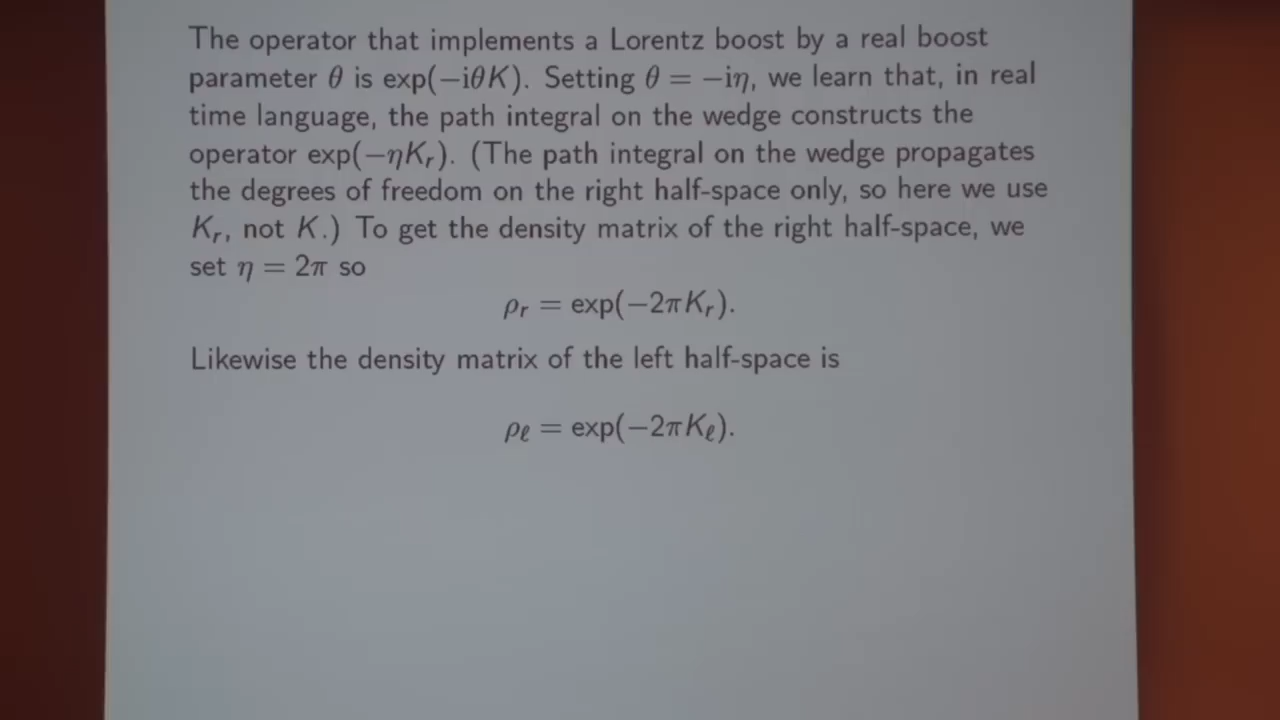 The operator that implements a Lorentz boost by a real boost
parameter θ is exp(−iθK). Setting θ = −iη, we learn that, in real
time language, the path integral on the wedge constructs the
operator exp(−ηKᵣ). (The path integral on the wedge propagates
the degrees of freedom on the right half-space only, so here we use
Kᵣ, not K.) To get the density matrix of the right half-space, we
set η = 2π so
ρᵣ = exp(−2πKᵣ).
Likewise the density matrix of the left half-space is
ρ_ℓ = exp(−2πK_ℓ).